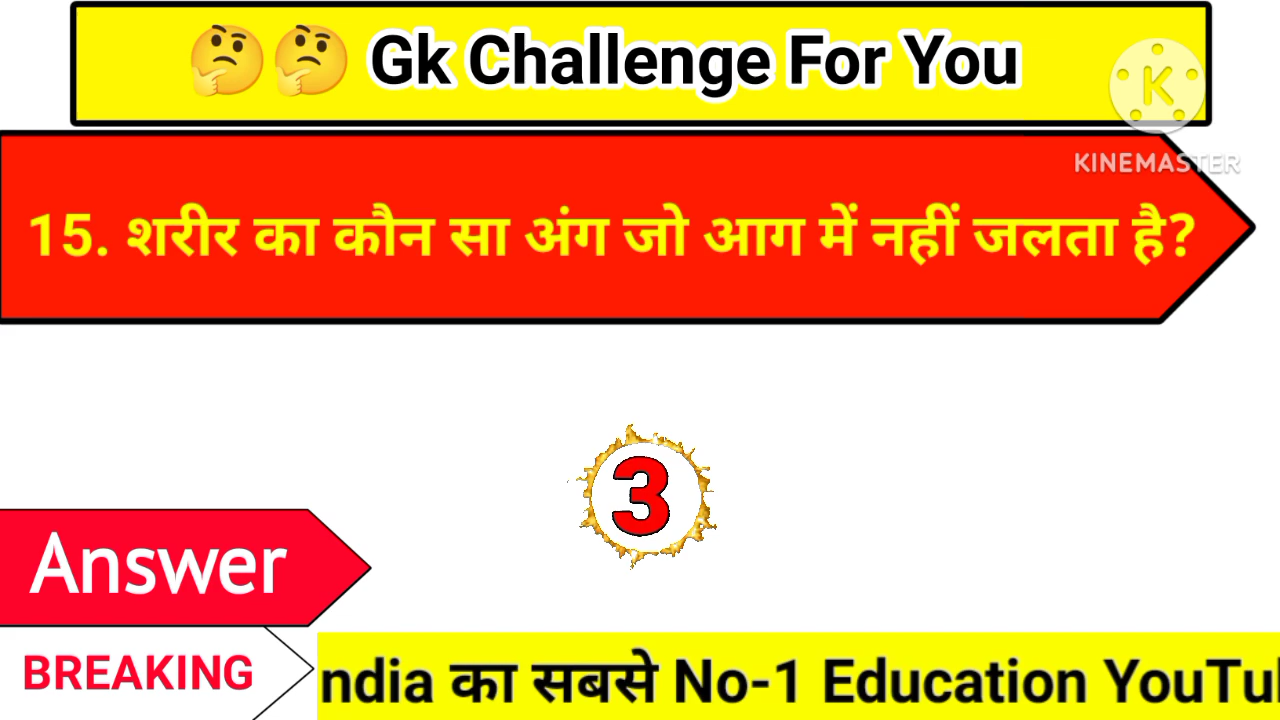 🤔🤔 Gk Challenge For You
KINEMASTER
15. शरीर का कौन सा अंग जो आग में नहीं जलता है?
3
Answer
BREAKING
ndia का सबसे No-1 Education YouTu